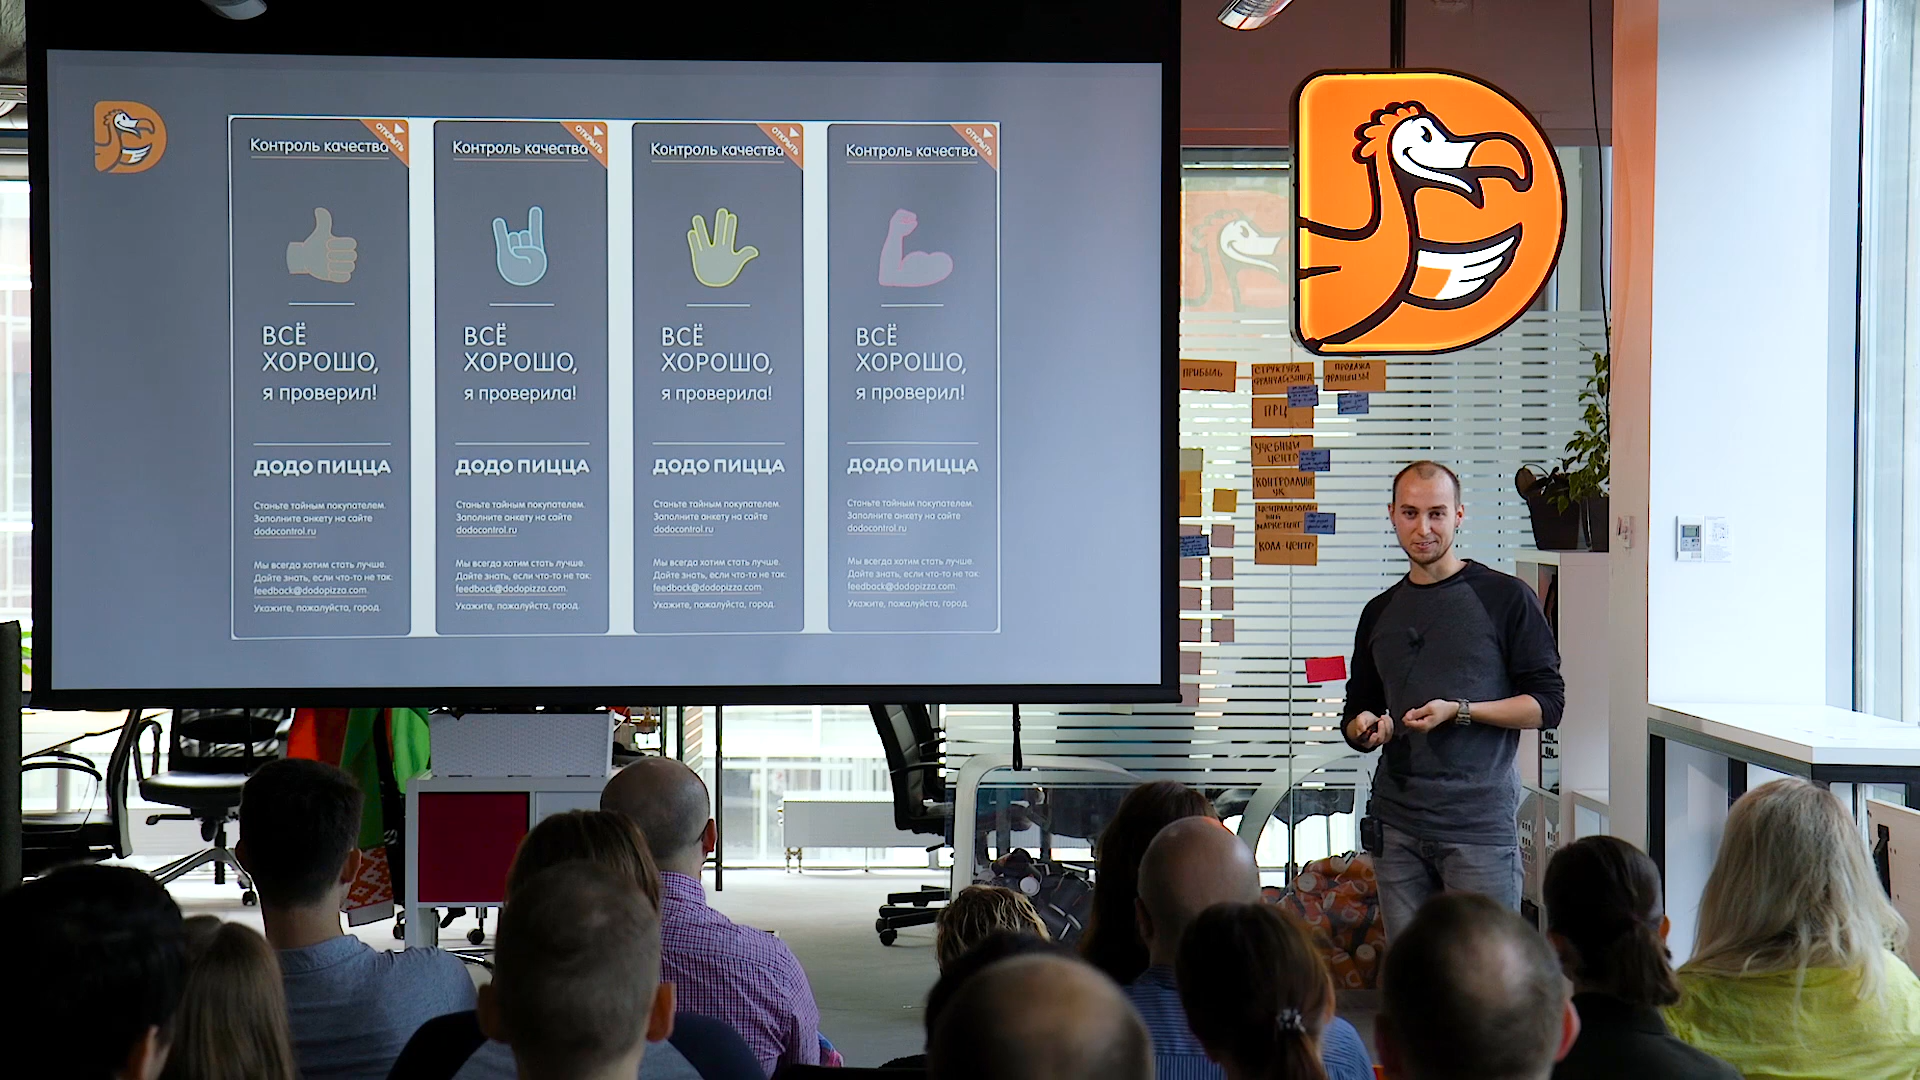 Контроль качества
ОТКРЫТЬ
ВСЁ
ХОРОШО,
я проверил!
ДОДО ПИЦЦА
Станьте тайным покупателем.
Заполните анкету на сайте
dodocontrol.ru
Мы всегда хотим стать лучше.
Дайте знать, если что-то не так:
feedback@dodopizza.com.
Укажите, пожалуйста, город.
Контроль качества
ОТКРЫТЬ
ВСЁ
ХОРОШО,
я проверила!
ДОДО ПИЦЦА
Станьте тайным покупателем.
Заполните анкету на сайте
dodocontrol.ru
Мы всегда хотим стать лучше.
Дайте знать, если что-то не так:
feedback@dodopizza.com.
Укажите, пожалуйста, город.
Контроль качества
ОТКРЫТЬ
ВСЁ
ХОРОШО,
я проверила!
ДОДО ПИЦЦА
Станьте тайным покупателем.
Заполните анкету на сайте
dodocontrol.ru
Мы всегда хотим стать лучше.
Дайте знать, если что-то не так:
feedback@dodopizza.com.
Укажите, пожалуйста, город.
Контроль качества
ОТКРЫТЬ
ВСЁ
ХОРОШО,
я проверил!
ДОДО ПИЦЦА
Станьте тайным покупателем.
Заполните анкету на сайте
dodocontrol.ru
Мы всегда хотим стать лучше.
Дайте знать, если что-то не так:
feedback@dodopizza.com.
Укажите, пожалуйста, город.
ПРИБЫЛЬ
СТРУКТУРА
ФРАНЧАЙЗИНГА
ПРОДАЖА
ФРАНШИЗЫ
УЧЕБНЫЙ
ЦЕНТР
КОНТРОЛЛИНГ
УК
МАРКЕТИНГ
КОЛЛ-ЦЕНТР